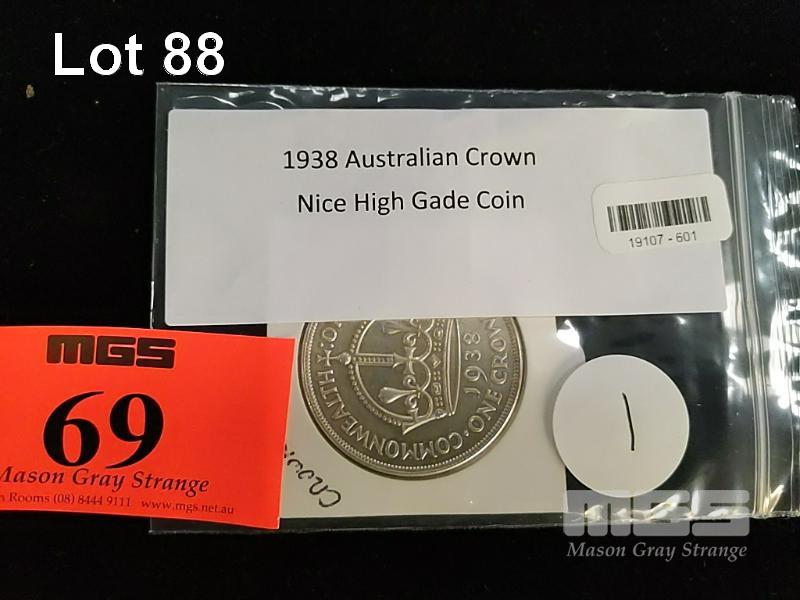 Lot 88
1938 Australian Crown
Nice High Gade Coin
19107 - 601
MGS
69
Mason Gray Strange
Rooms (08) 8444 9111 www.mgs.net.au
COMMONWEALTH
1938
ONE CROWN
1
MGS
Mason Gray Strange